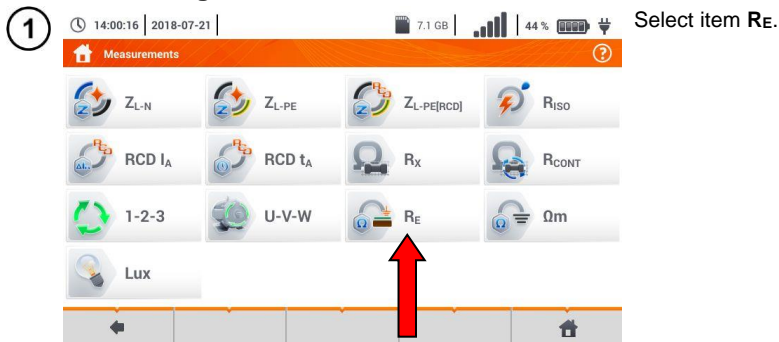 1
14:00:16 2018-07-21 7.1 GB 44 %
Select item RE.
Measurements ?
ZL-N ZL-PE ZL-PE[RCD] RISO
RCD IA RCD tA RX RCONT
1-2-3 U-V-W RE Ωm
Lux